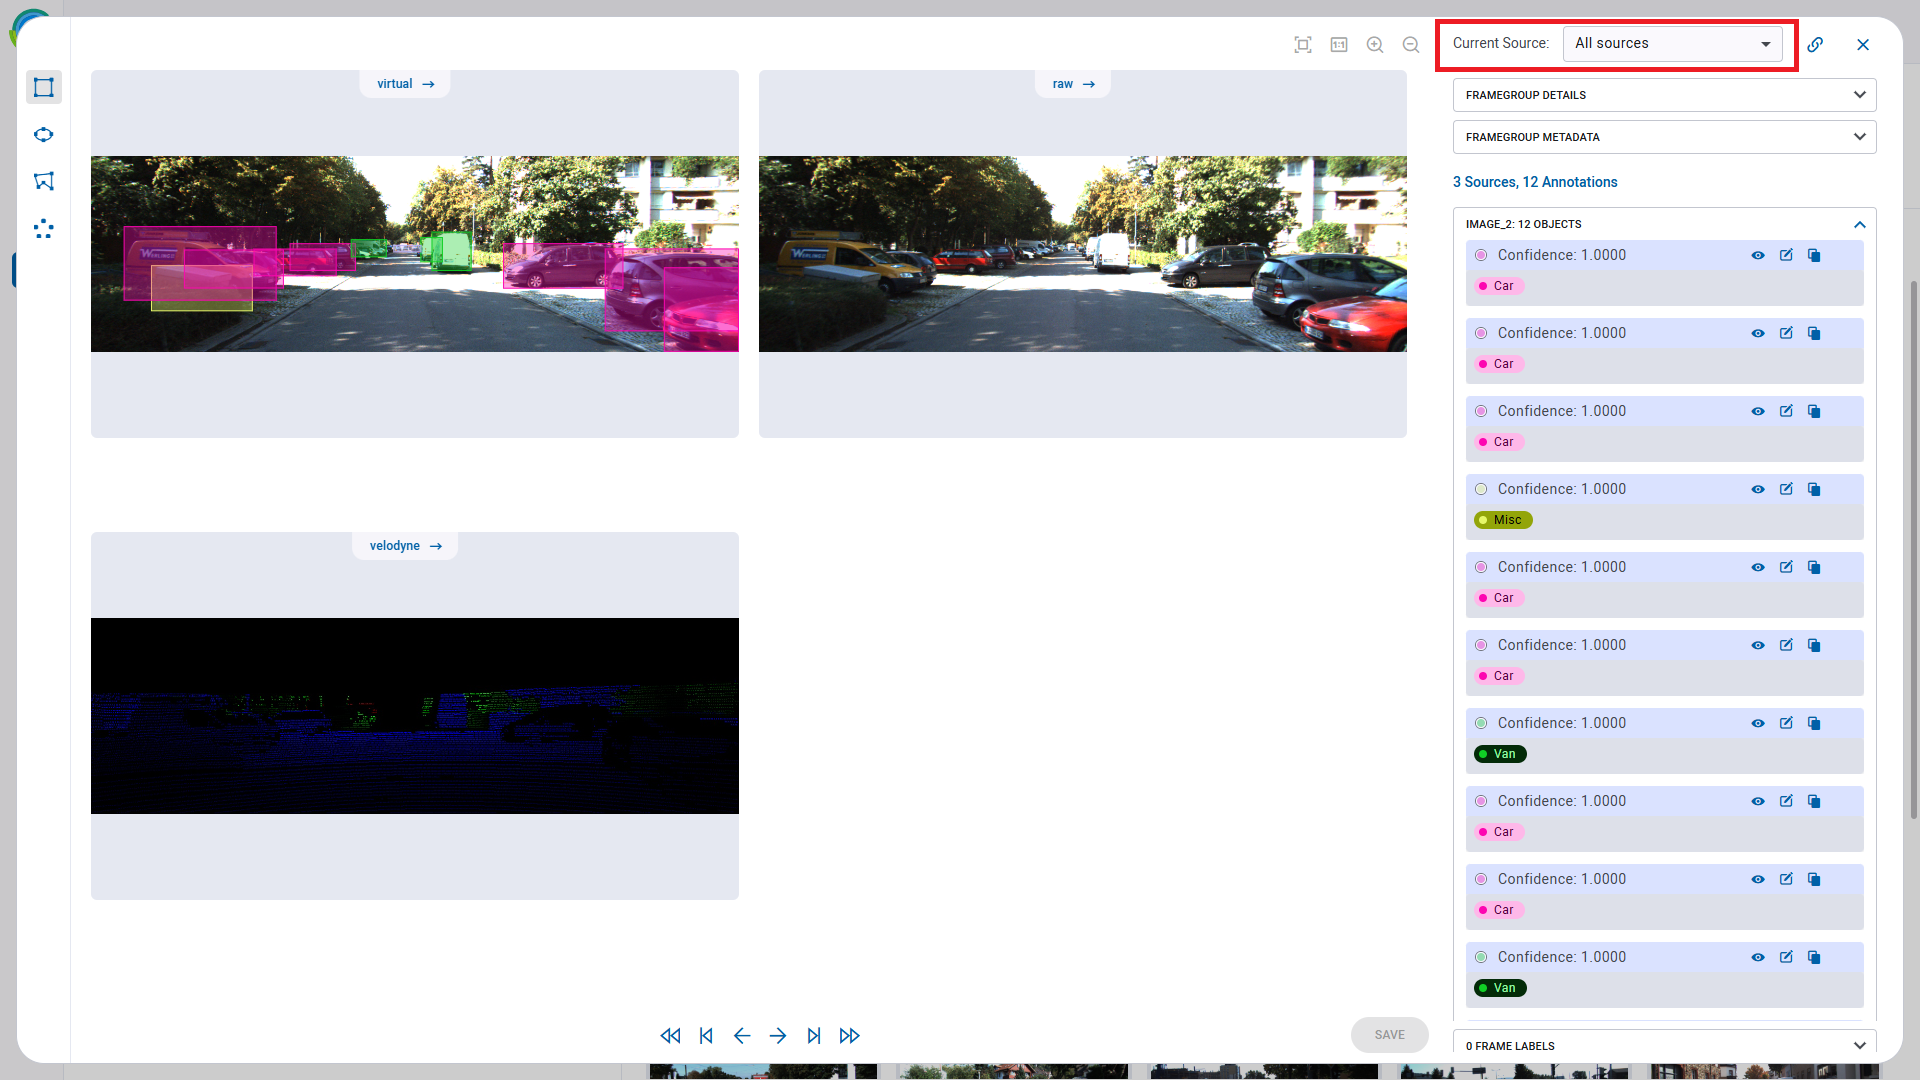 Current Source: All sources
virtual →
raw →
velodyne →
FRAMEGROUP DETAILS
FRAMEGROUP METADATA
3 Sources, 12 Annotations
IMAGE_2: 12 OBJECTS
Confidence: 1.0000
Car
Confidence: 1.0000
Car
Confidence: 1.0000
Car
Confidence: 1.0000
Misc
Confidence: 1.0000
Car
Confidence: 1.0000
Car
Confidence: 1.0000
Van
Confidence: 1.0000
Car
Confidence: 1.0000
Car
Confidence: 1.0000
Van
0 FRAME LABELS
SAVE
1:1